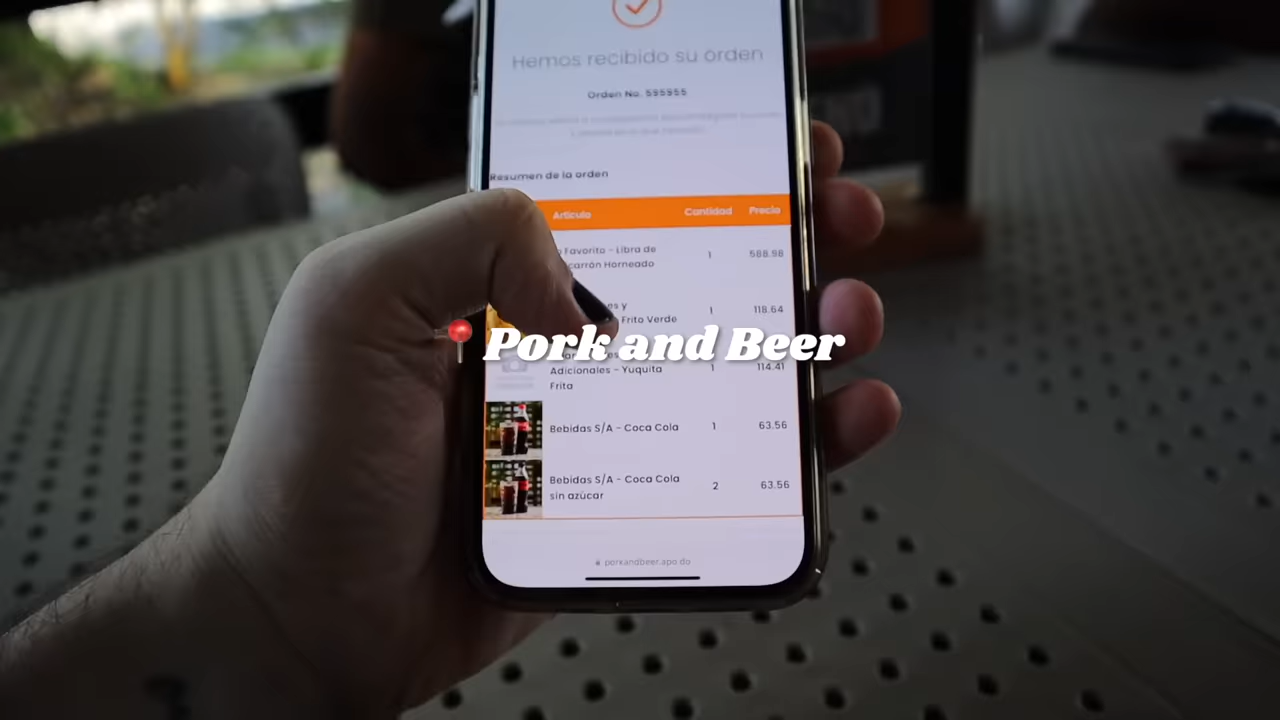 Hemos recibido su orden
Orden No. 595955
Resumen de la orden
Artículo Cantidad Precio
Favorito - Libra de
carrón Horneado 1 588.98
es y
Frita Verde 1 118.64
📍 Pork and Beer
Adicionales - Yuquita
Frita 1 114.41
Bebidas S/A - Coca Cola 1 63.56
Bebidas S/A - Coca Cola
sin azúcar 2 63.56
porkandbeer.apo.do